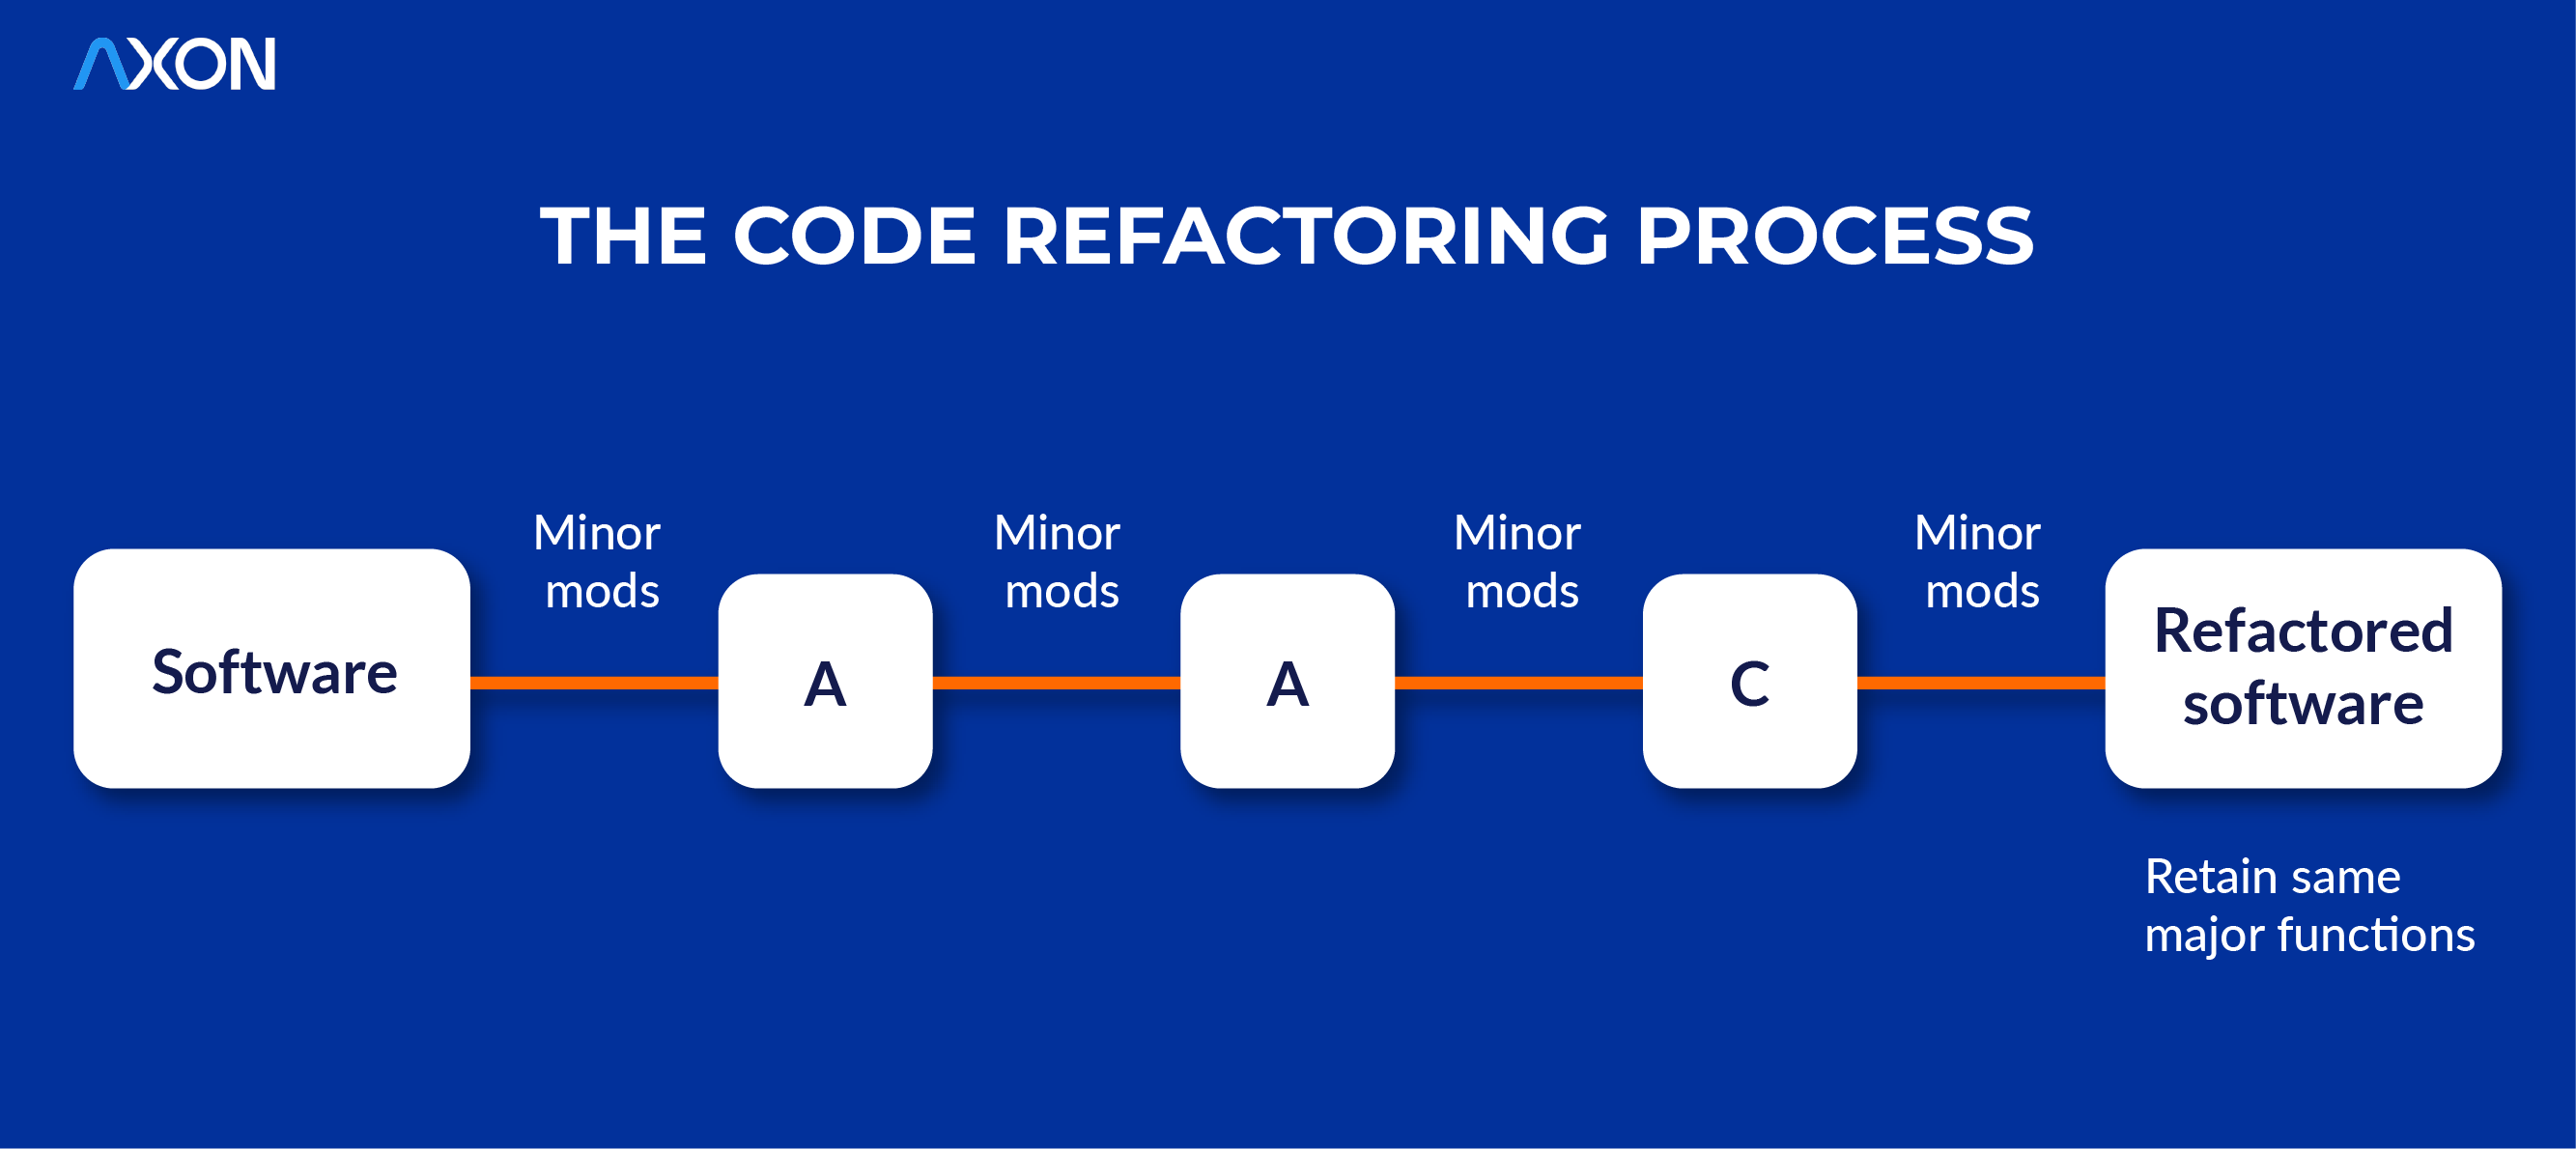 AXON
THE CODE REFACTORING PROCESS
Minor
mods
Minor
mods
Minor
mods
Minor
mods
Software
A
A
C
Refactored
software
Retain same
major functions